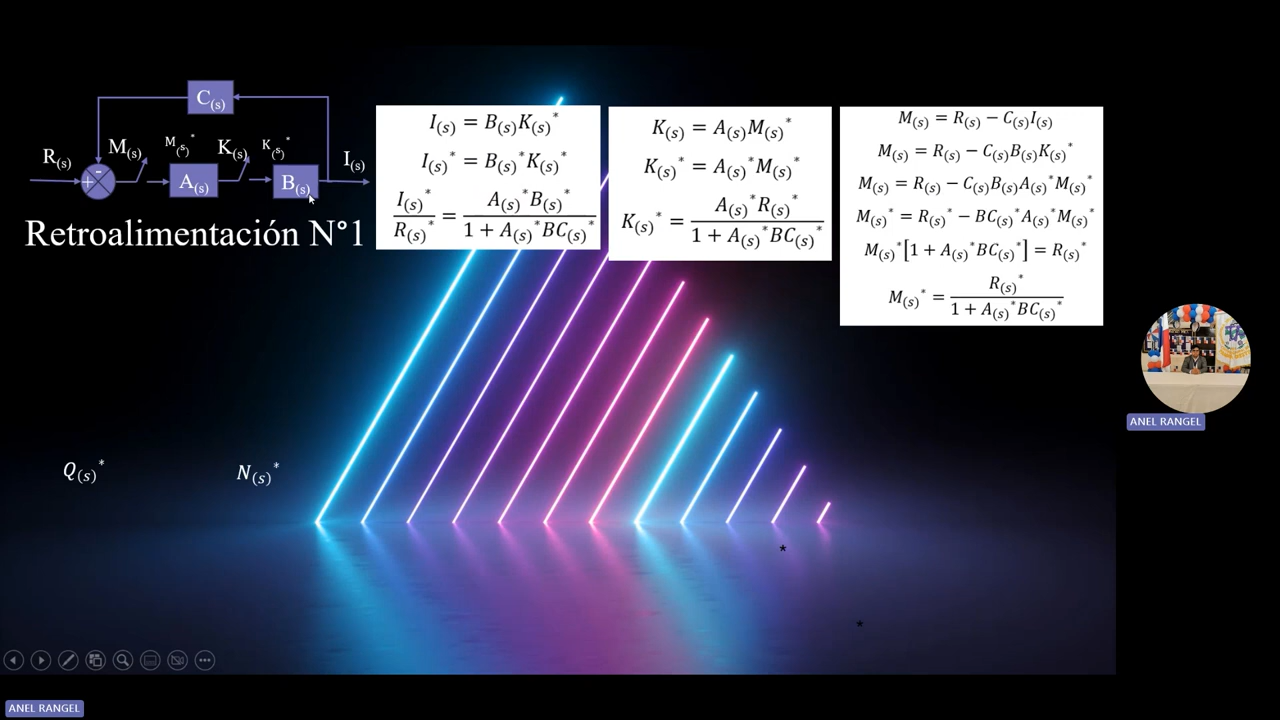 C(s)
R(s) M(s) M(s)* K(s) K(s)* I(s)
- + A(s) B(s)
Retroalimentación N°1
I(s) = B(s)K(s)*
I(s)* = B(s)*K(s)*
I(s)*/R(s)* = A(s)*B(s)*/1 + A(s)*BC(s)*
K(s) = A(s)M(s)*
K(s)* = A(s)*M(s)*
K(s)* = A(s)*R(s)*/1 + A(s)*BC(s)*
M(s) = R(s) − C(s)I(s)
M(s) = R(s) − C(s)B(s)K(s)*
M(s) = R(s) − C(s)B(s)A(s)*M(s)*
M(s)* = R(s)* − BC(s)*A(s)*M(s)*
M(s)*[1 + A(s)*BC(s)*] = R(s)*
M(s)* = R(s)*/1 + A(s)*BC(s)*
Q(s)* N(s)*
*
*
ANEL RANGEL
ANEL RANGEL